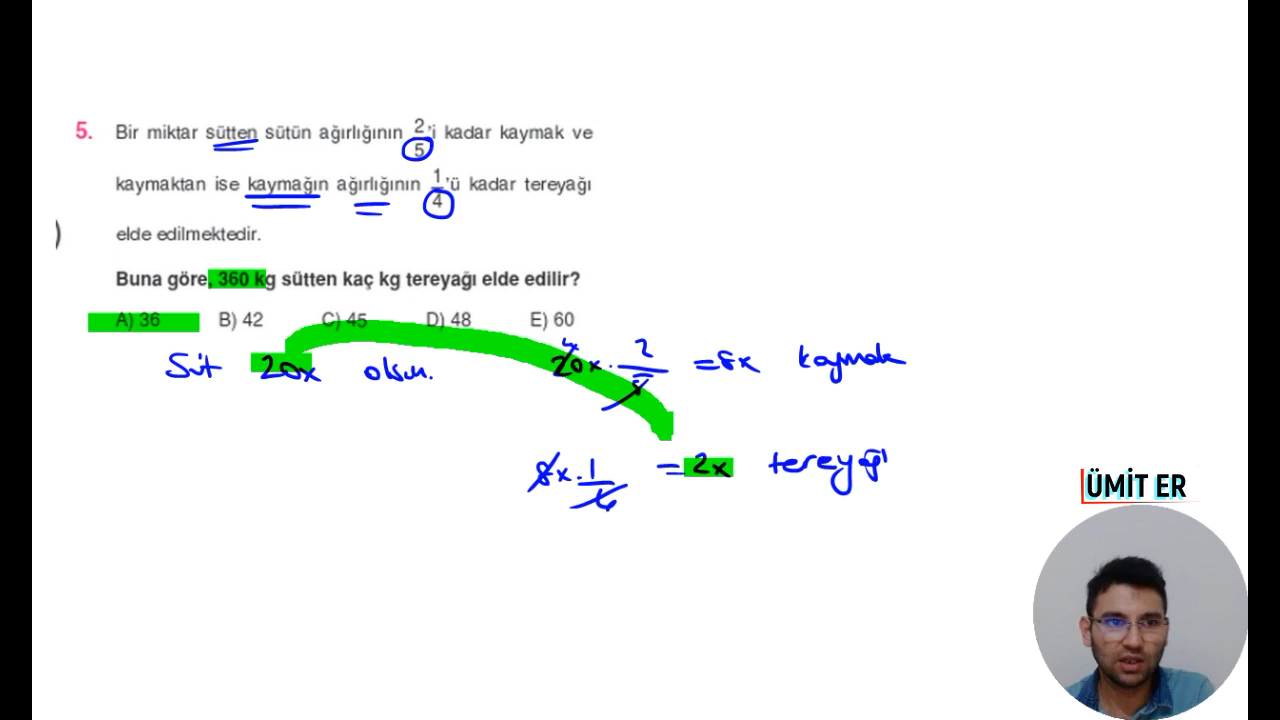 5. Bir miktar sütten sütün ağırlığının 2/5'i kadar kaymak ve
kaymaktan ise kaymağın ağırlığının 1/4'ü kadar tereyağı
)
elde edilmektedir.
Buna göre, 360 kg sütten kaç kg tereyağı elde edilir?
A) 36 B) 42 C) 45 D) 48 E) 60
Süt 20x olsun.
4
20x · 2/5 = 8x kaymak
8x · 1/4 = 2x tereyağı
ÜMİT ER